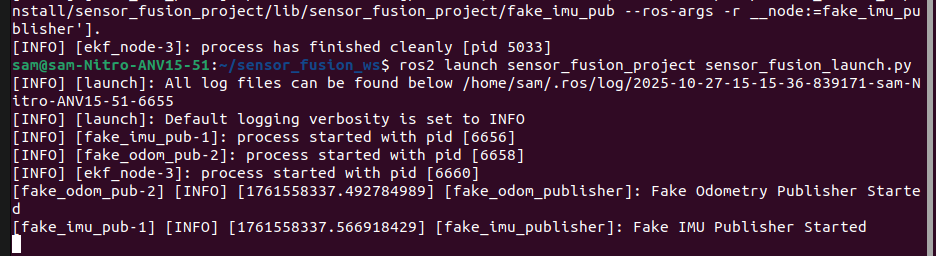 nstall/sensor_fusion_project/lib/sensor_fusion_project/fake_imu_pub --ros-args -r __node:=fake_imu_pu
blisher'].
[INFO] [ekf_node-3]: process has finished cleanly [pid 5033]
sam@sam-Nitro-ANV15-51:~/sensor_fusion_ws$ ros2 launch sensor_fusion_project sensor_fusion_launch.py
[INFO] [launch]: All log files can be found below /home/sam/.ros/log/2025-10-27-15-15-36-839171-sam-N
itro-ANV15-51-6655
[INFO] [launch]: Default logging verbosity is set to INFO
[INFO] [fake_imu_pub-1]: process started with pid [6656]
[INFO] [fake_odom_pub-2]: process started with pid [6658]
[INFO] [ekf_node-3]: process started with pid [6660]
[fake_odom_pub-2] [INFO] [1761558337.492784989] [fake_odom_publisher]: Fake Odometry Publisher Starte
d
[fake_imu_pub-1] [INFO] [1761558337.566918429] [fake_imu_publisher]: Fake IMU Publisher Started